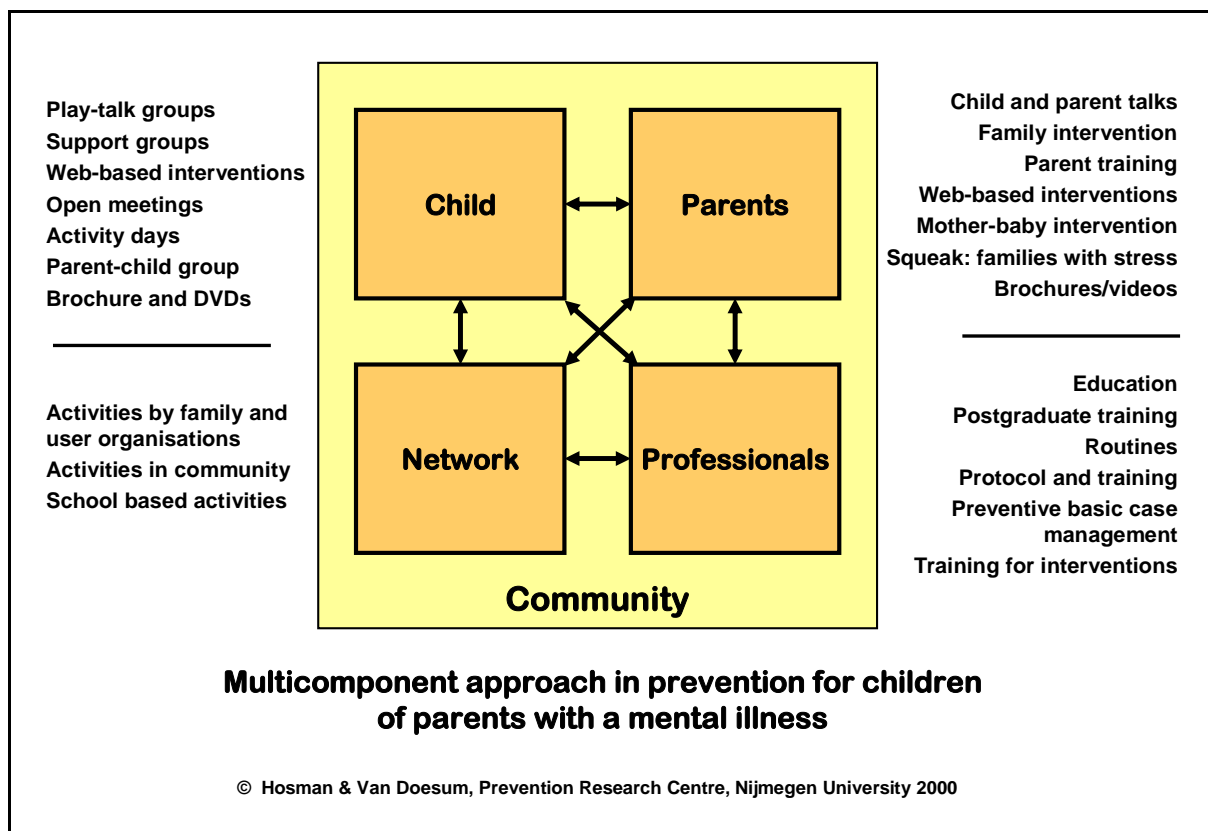 Play-talk groups
Support groups
Web-based interventions
Open meetings
Activity days
Parent-child group
Brochure and DVDs
Activities by family and
user organisations
Activities in community
School based activities
Child
Parents
Network
Professionals
Community
Child and parent talks
Family intervention
Parent training
Web-based interventions
Mother-baby intervention
Squeak: families with stress
Brochures/videos
Education
Postgraduate training
Routines
Protocol and training
Preventive basic case
management
Training for interventions
Multicomponent approach in prevention for children
of parents with a mental illness
© Hosman & Van Doesum, Prevention Research Centre, Nijmegen University 2000